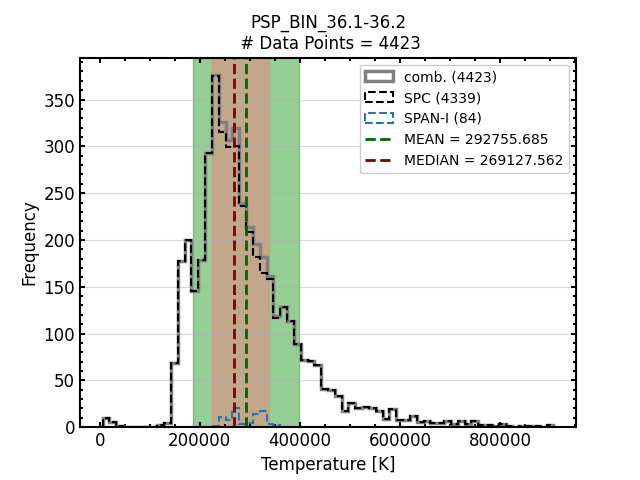 PSP_BIN_36.1-36.2
# Data Points = 4423
comb. (4423)
SPC (4339)
SPAN-I (84)
MEAN = 292755.685
MEDIAN = 269127.562
Frequency
350
300
250
200
150
100
50
0
0 200000 400000 600000 800000
Temperature [K]